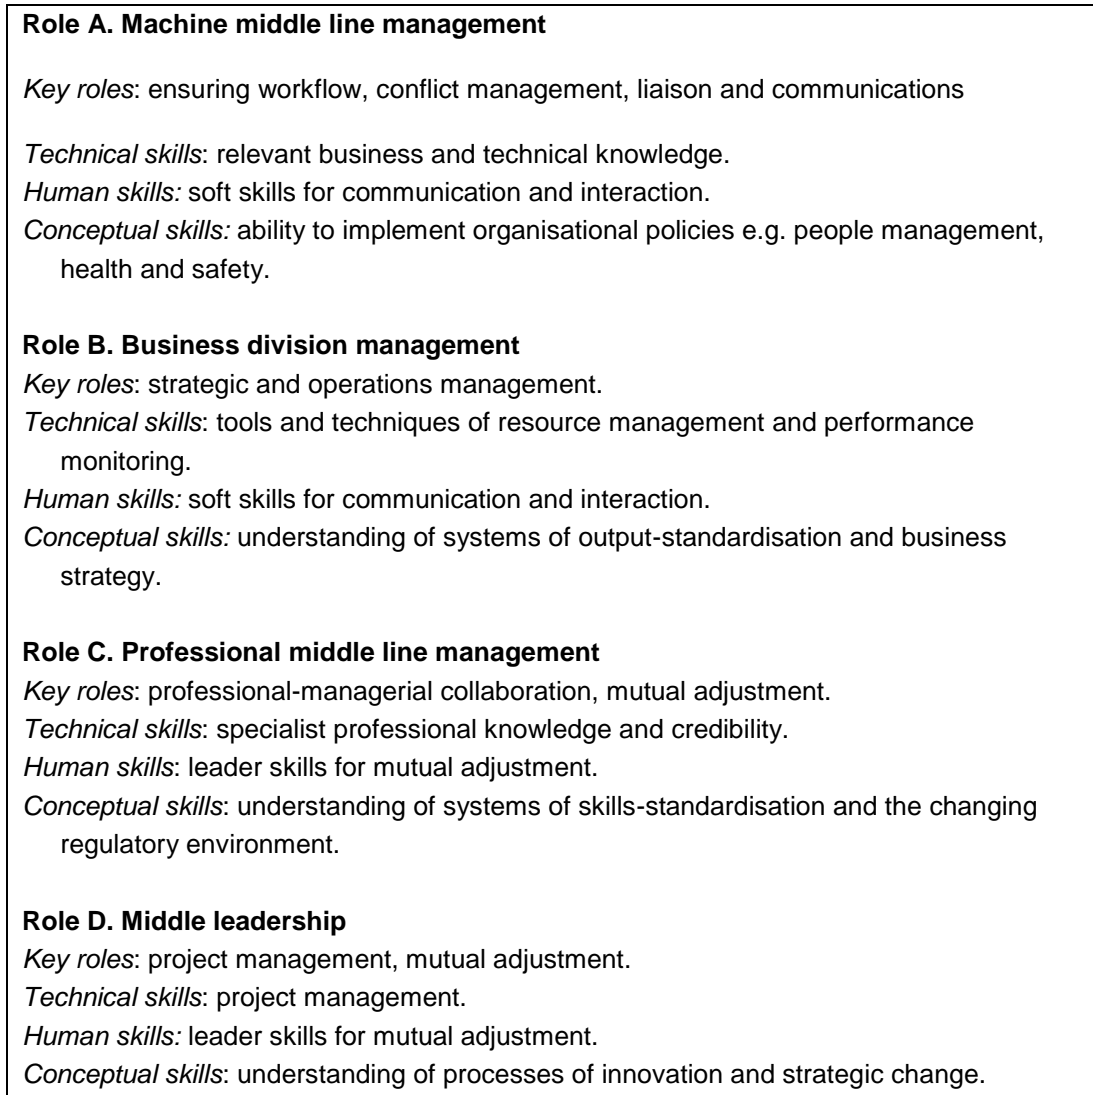 Role A. Machine middle line management
Key roles: ensuring workflow, conflict management, liaison and communications
Technical skills: relevant business and technical knowledge.
Human skills: soft skills for communication and interaction.
Conceptual skills: ability to implement organisational policies e.g. people management,
health and safety.
Role B. Business division management
Key roles: strategic and operations management.
Technical skills: tools and techniques of resource management and performance
monitoring.
Human skills: soft skills for communication and interaction.
Conceptual skills: understanding of systems of output-standardisation and business
strategy.
Role C. Professional middle line management
Key roles: professional-managerial collaboration, mutual adjustment.
Technical skills: specialist professional knowledge and credibility.
Human skills: leader skills for mutual adjustment.
Conceptual skills: understanding of systems of skills-standardisation and the changing
regulatory environment.
Role D. Middle leadership
Key roles: project management, mutual adjustment.
Technical skills: project management.
Human skills: leader skills for mutual adjustment.
Conceptual skills: understanding of processes of innovation and strategic change.